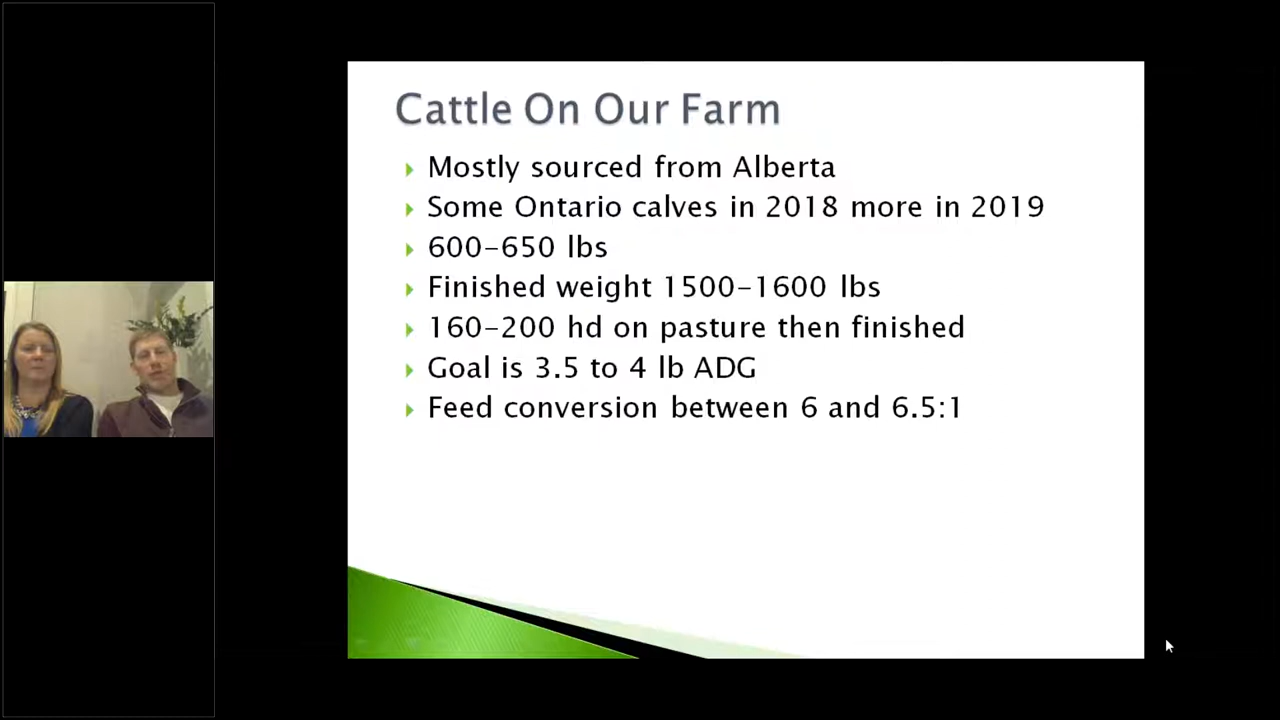 Cattle On Our Farm
Mostly sourced from Alberta
Some Ontario calves in 2018 more in 2019
600-650 lbs
Finished weight 1500-1600 lbs
160-200 hd on pasture then finished
Goal is 3.5 to 4 lb ADG
Feed conversion between 6 and 6.5:1